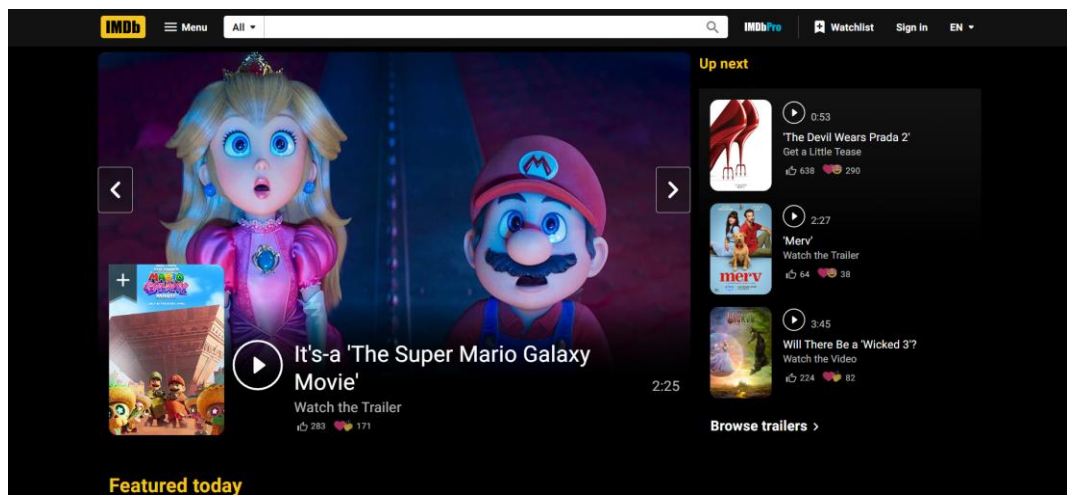 IMDb
Menu
All
IMDbPro
Watchlist
Sign in
EN
Up next
0:53
'The Devil Wears Prada 2'
Get a Little Tease
638 290
2:27
'Merv'
Watch the Trailer
64 38
merv
3:45
Will There Be a 'Wicked 3'?
Watch the Video
224 82
Browse trailers
M
It's-a 'The Super Mario Galaxy
Movie'
2:25
Watch the Trailer
283 171
MARIO
GALAXY
Featured today